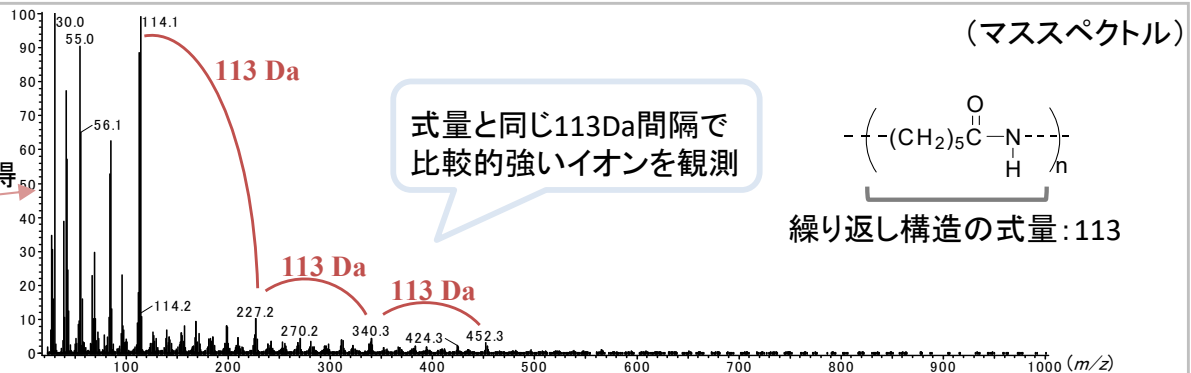 (マススペクトル)
100
90
80
70
60
50
40
30
20
10
0
30.0
55.0
56.1
114.1
114.2
113 Da
113 Da
113 Da
227.2
270.2
340.3
424.3
452.3
式量と同じ113Da間隔で
比較的強いイオンを観測
得
O
(CH2)5C N
H
n
繰り返し構造の式量:113
100 200 300 400 500 600 700 800 900 1000 (m/z)